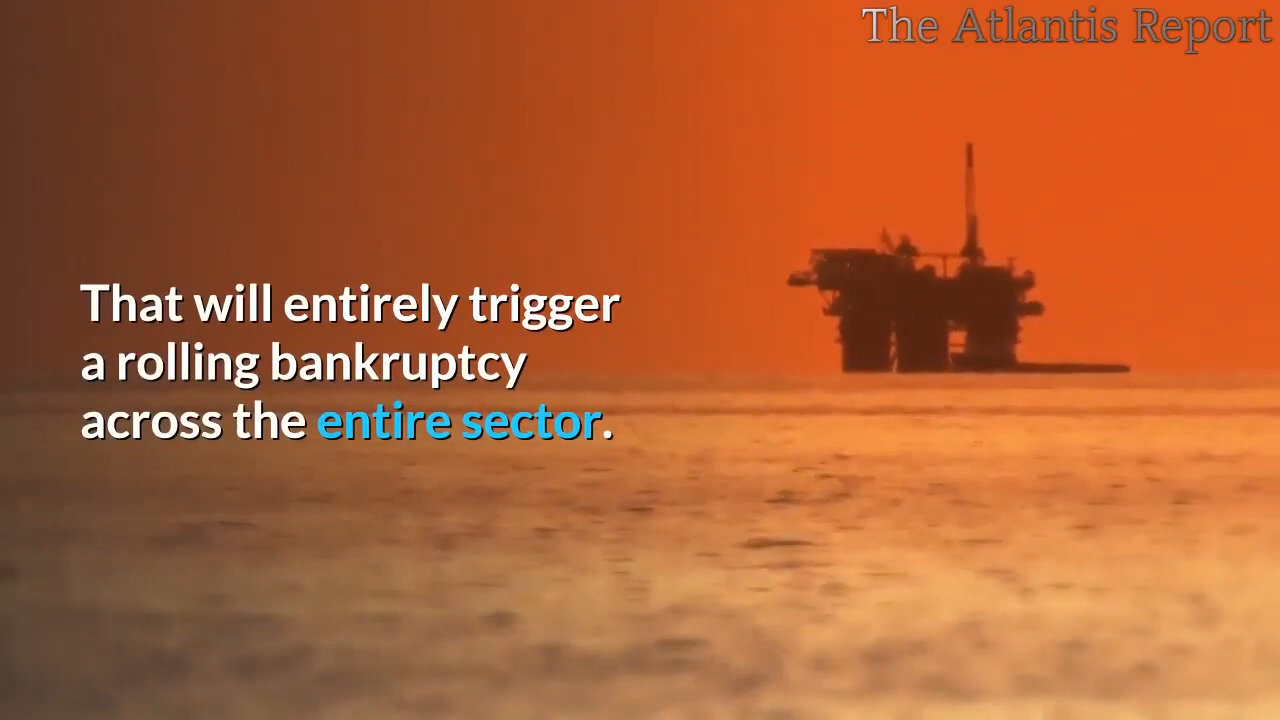 The Atlantis Report
That will entirely trigger
a rolling bankruptcy
across the entire sector.